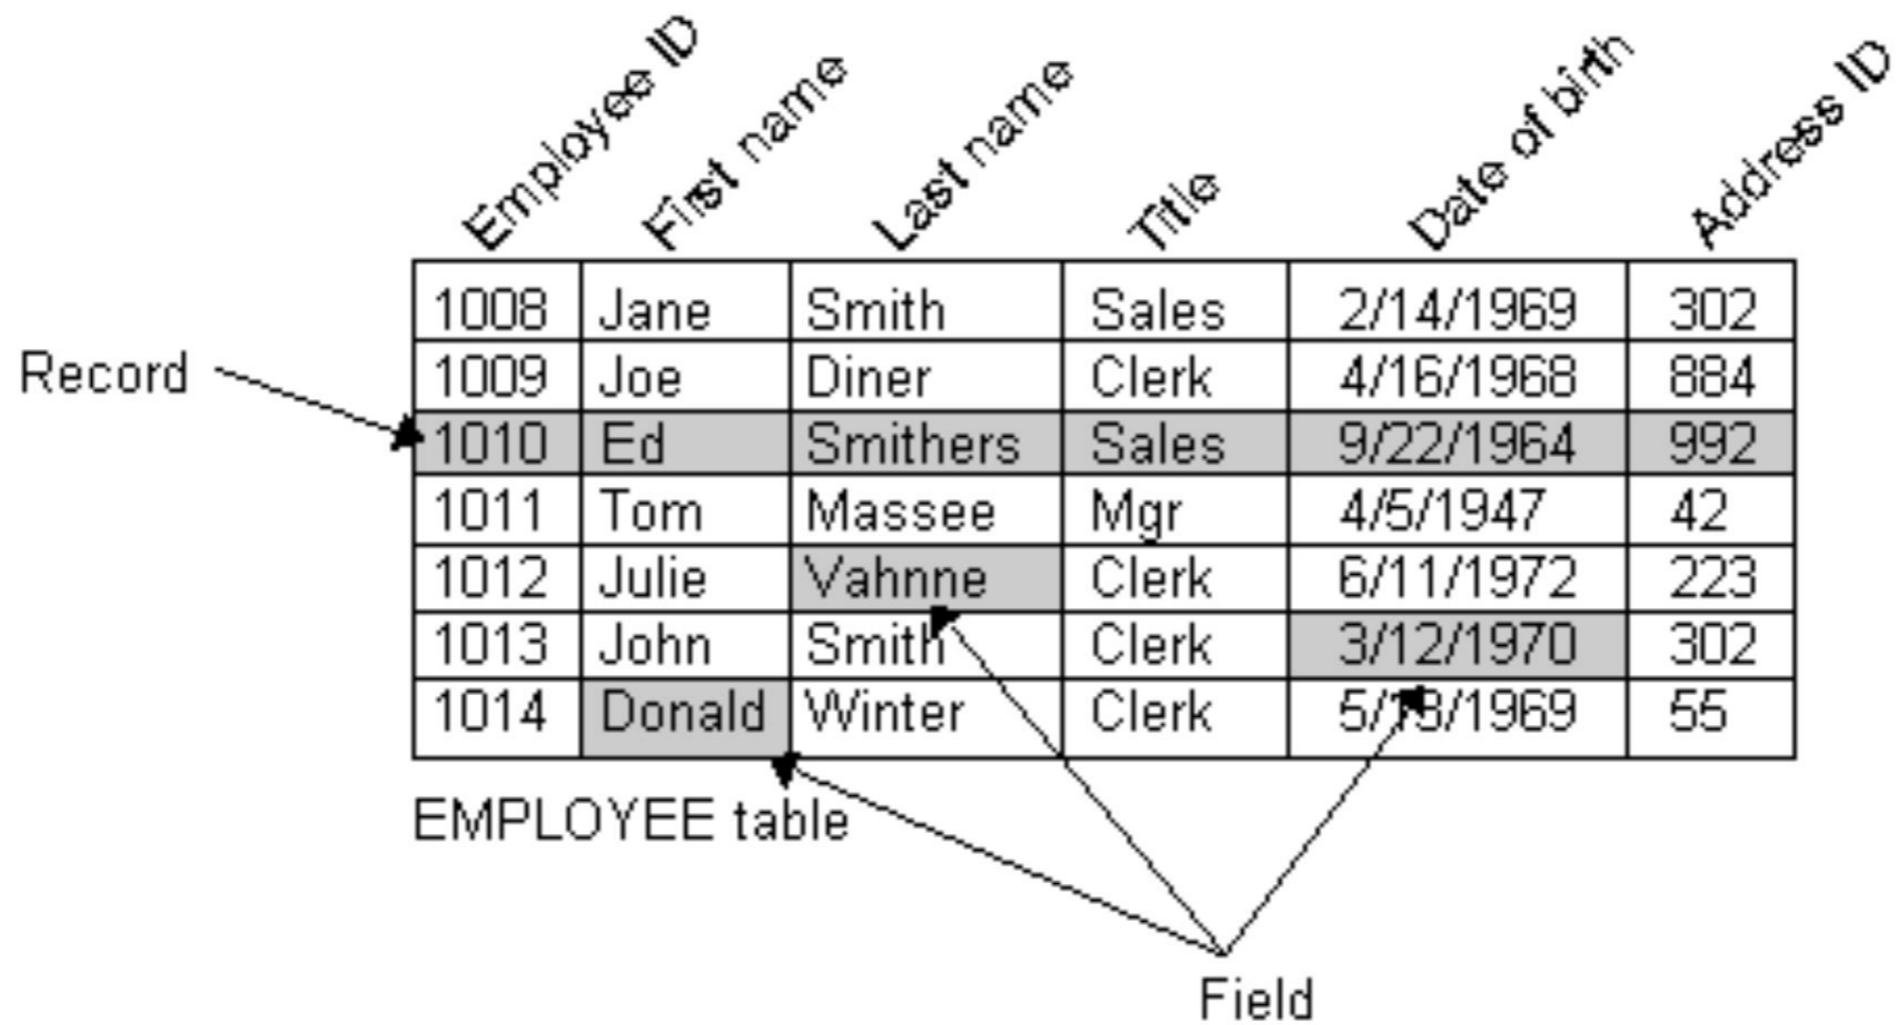 Employee ID First name Last name Title Date of birth Address ID
1008 Jane Smith Sales 2/14/1969 302
Record
1009 Joe Diner Clerk 4/16/1968 884
1010 Ed Smithers Sales 9/22/1964 992
1011 Tom Massee Mgr 4/5/1947 42
1012 Julie Vahnne Clerk 6/11/1972 223
1013 John Smith Clerk 3/12/1970 302
1014 Donald Winter Clerk 5/13/1969 55
EMPLOYEE table
Field